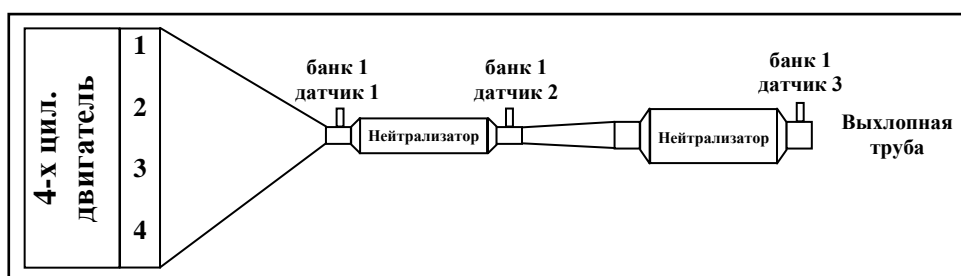 4-х цил.
двигатель
1
2
3
4
банк 1
датчик 1
Нейтрализатор
банк 1
датчик 2
Нейтрализатор
банк 1
датчик 3
Выхлопная
труба